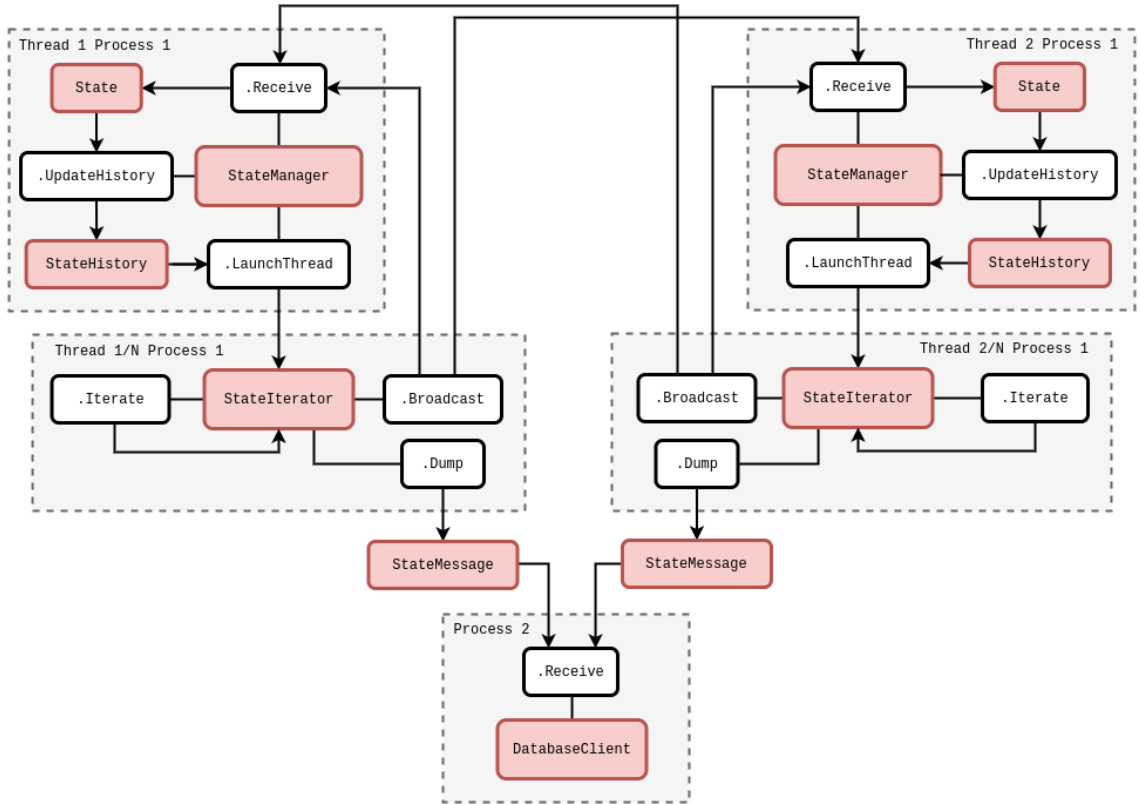 Thread 1 Process 1
State
.Receive
.UpdateHistory
StateManager
StateHistory
.LaunchThread
Thread 2 Process 1
.Receive
State
StateManager
.UpdateHistory
.LaunchThread
StateHistory
Thread 1/N Process 1
.Iterate
StateIterator
.Broadcast
.Dump
Thread 2/N Process 1
.Broadcast
StateIterator
.Iterate
.Dump
StateMessage
StateMessage
Process 2
.Receive
DatabaseClient